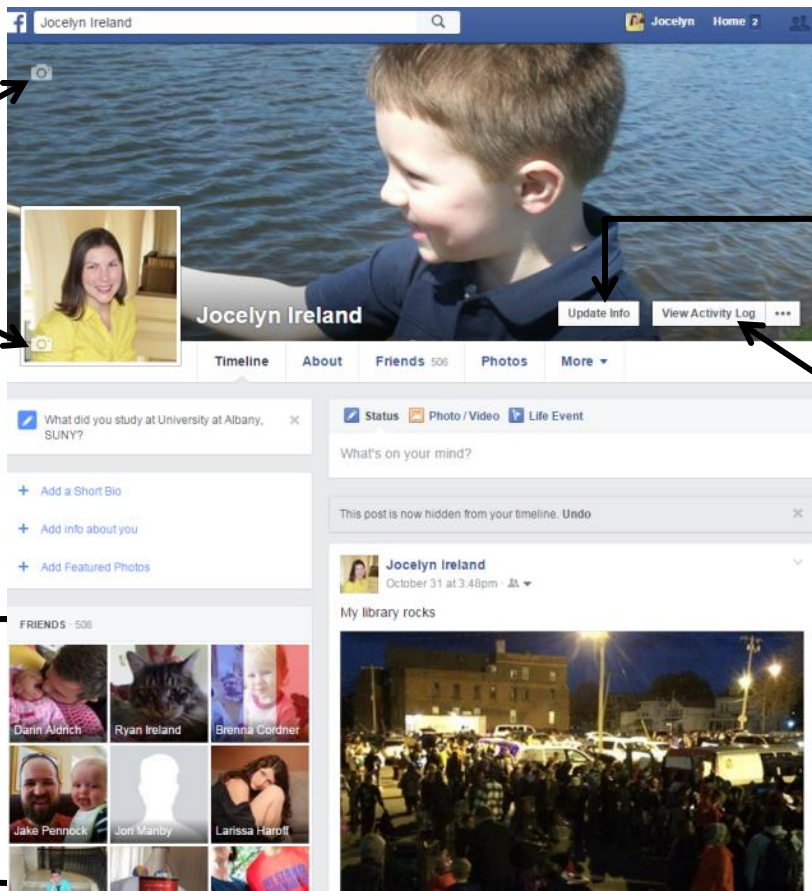 f
Jocelyn Ireland
Jocelyn Home 2
Jocelyn Ireland
Update Info
View Activity Log
Timeline About Friends 506 Photos More
What did you study at University at Albany,
SUNY?
+ Add a Short Bio
+ Add info about you
+ Add Featured Photos
FRIENDS · 506
Darin Aldrich
Ryan Ireland
Brenna Cordner
Jake Pennock
Jon Manby
Larissa Haroff
Status Photo / Video Life Event
What's on your mind?
This post is now hidden from your timeline. Undo
Jocelyn Ireland
October 31 at 3:48pm ·
My library rocks